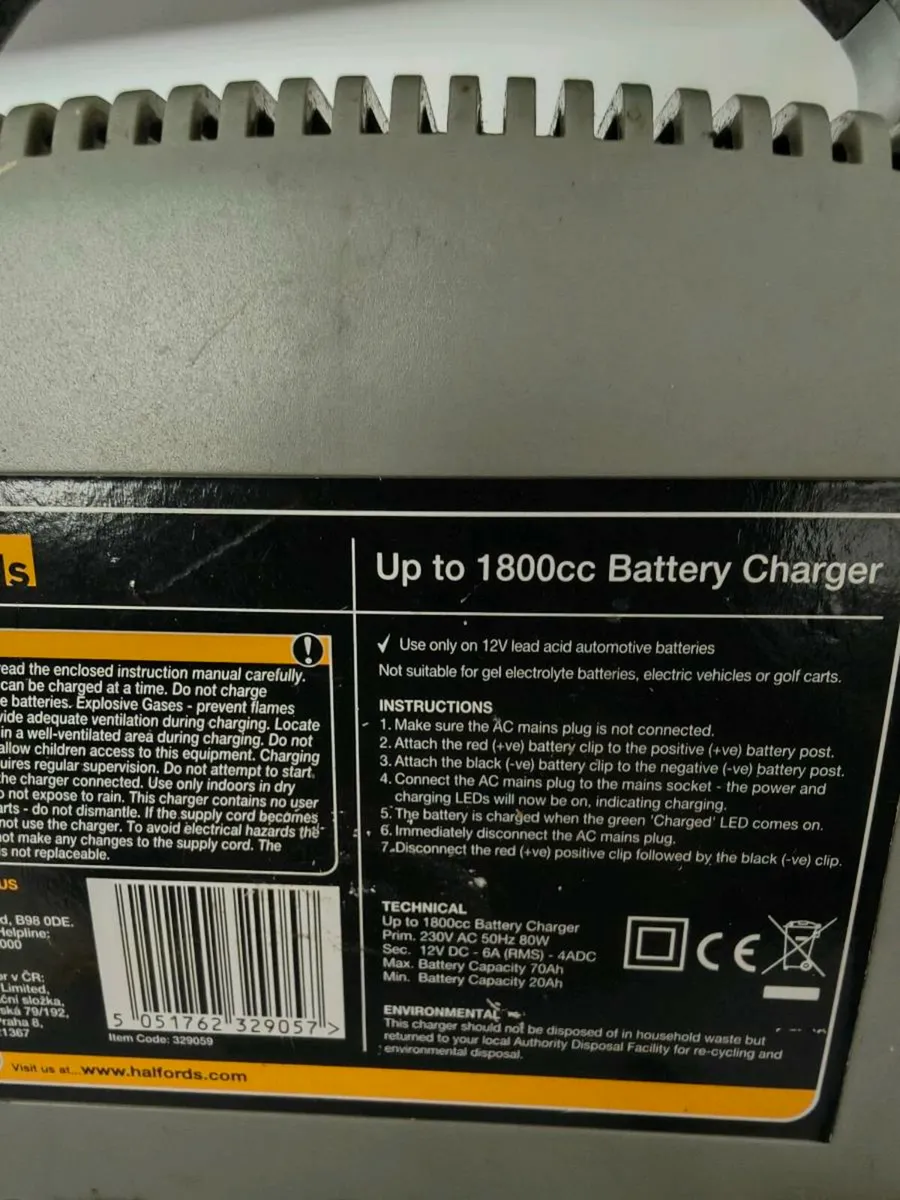 ds
Up to 1800cc Battery Charger
read the enclosed instruction manual carefully.
can be charged at a time. Do not charge
e batteries. Explosive Gases - prevent flames
vide adequate ventilation during charging. Locate
in a well-ventilated area during charging. Do not
allow children access to this equipment. Charging
uires regular supervision. Do not attempt to start
the charger connected. Use only indoors in dry
o not expose to rain. This charger contains no user
arts - do not dismantle. If the supply cord becomes
not use the charger. To avoid electrical hazards the
ot make any changes to the supply cord. The
s not replaceable.
US
d, B98 0DE.
Helpline:
000
or v ČR:
Limited,
ční složka,
ská 79/192,
Praha 8,
1367
5 051762 329057 >
Item Code: 329059
✓ Use only on 12V lead acid automotive batteries
Not suitable for gel electrolyte batteries, electric vehicles or golf carts.
INSTRUCTIONS
1. Make sure the AC mains plug is not connected.
2. Attach the red (+ve) battery clip to the positive (+ve) battery post.
3. Attach the black (-ve) battery clip to the negative (-ve) battery post.
4. Connect the AC mains plug to the mains socket - the power and
charging LEDs will now be on, indicating charging.
5. The battery is charged when the green 'Charged' LED comes on.
6. Immediately disconnect the AC mains plug.
7. Disconnect the red (+ve) positive clip followed by the black (-ve) clip.
TECHNICAL
Up to 1800cc Battery Charger
Prim. 230V AC 50Hz 80W
Sec. 12V DC - 6A (RMS) - 4ADC
Max. Battery Capacity 70Ah
Min. Battery Capacity 20Ah
CE
ENVIRONMENTAL
This charger should not be disposed of in household waste but
returned to your local Authority Disposal Facility for re-cycling and
environmental disposal.
Visit us at...www.halfords.com